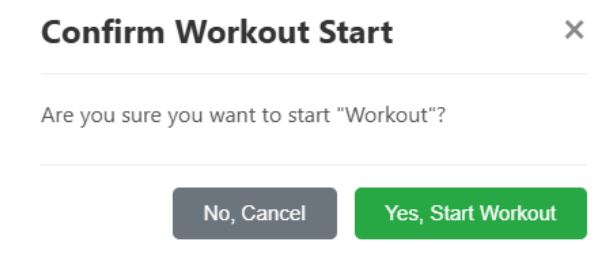 Confirm Workout Start ×
Are you sure you want to start "Workout"?
No, Cancel Yes, Start Workout